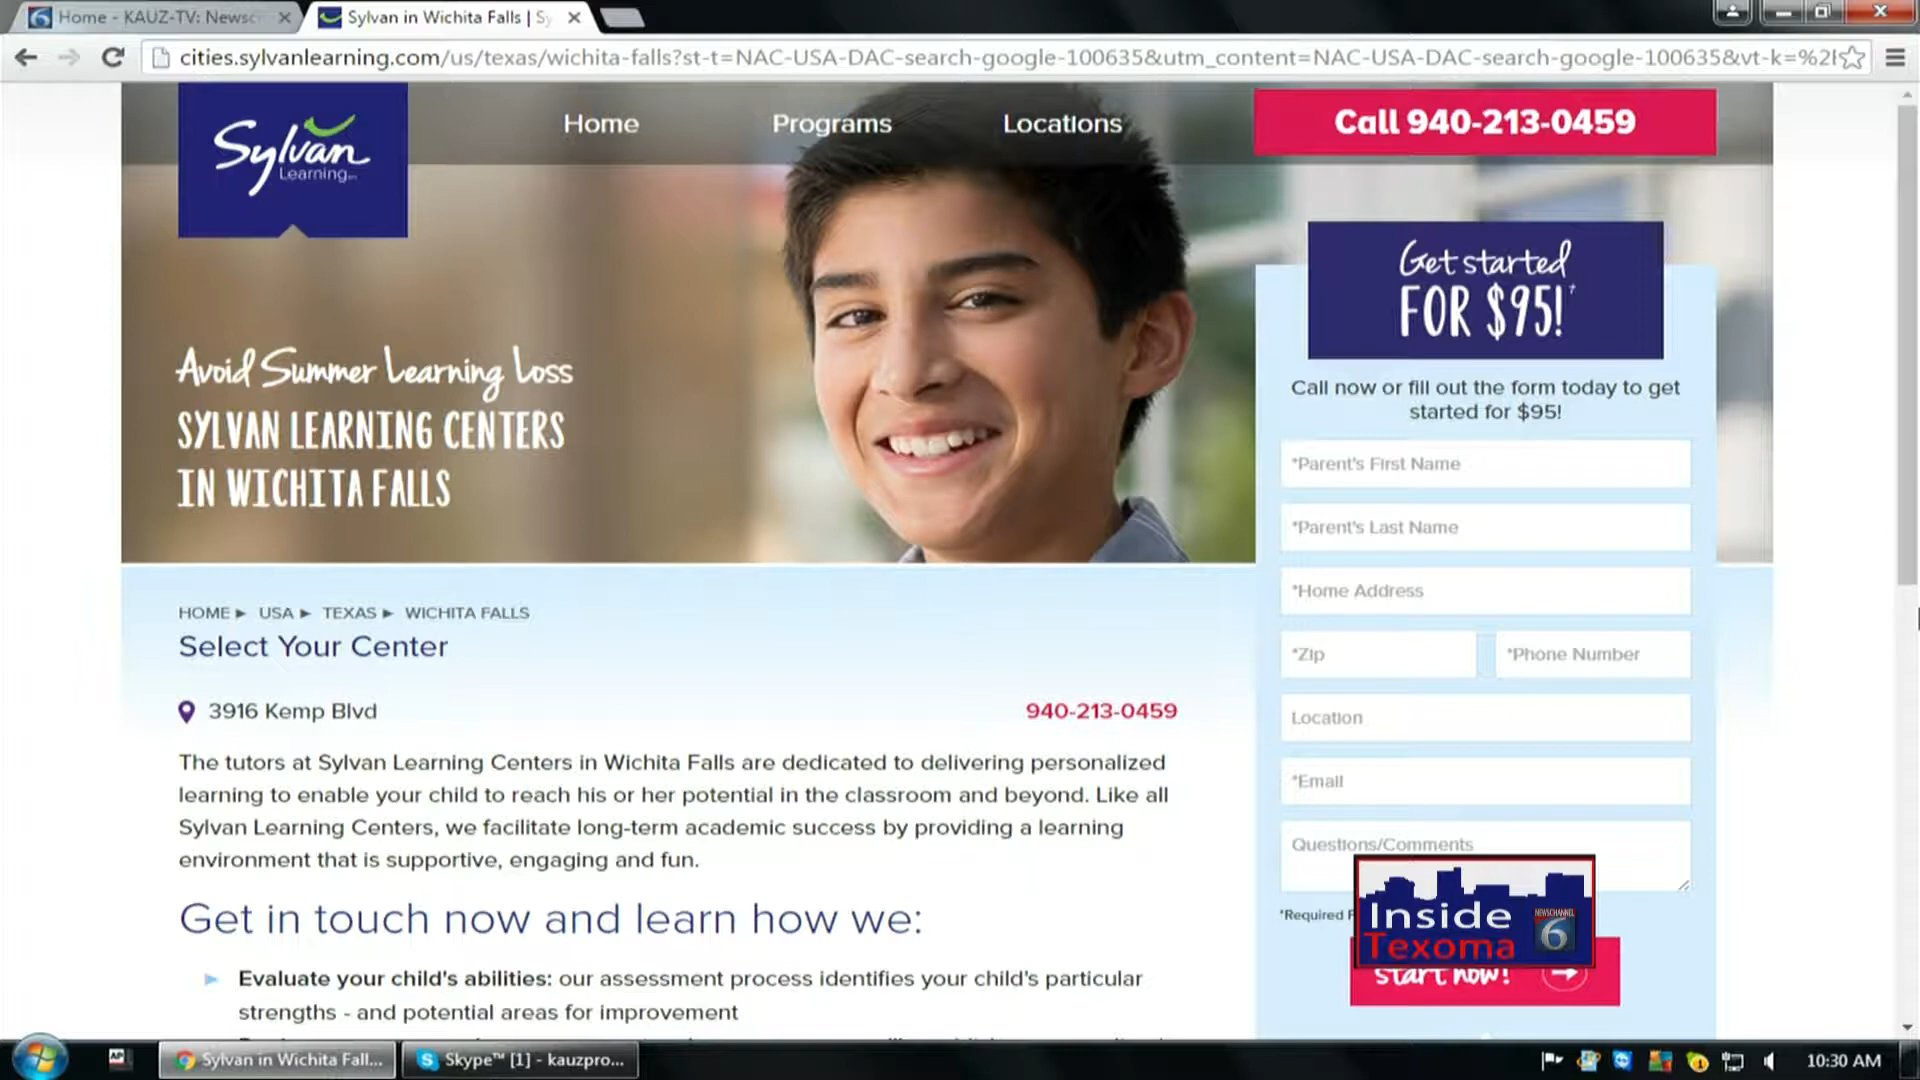 Home - KAUZ-TV: Newsc
Sylvan in Wichita Falls | Sy
cities.sylvanlearning.com/us/texas/wichita-falls?st-t=NAC-USA-DAC-search-google-100635&utm_content=NAC-USA-DAC-search-google-100635&vt-k=%2
Sylvan
Learning
Home
Programs
Locations
Call 940-213-0459
Get started
FOR $95!†
Avoid Summer Learning Loss
SYLVAN LEARNING CENTERS
IN WICHITA FALLS
Call now or fill out the form today to get
started for $95!
*Parent's First Name
*Parent's Last Name
*Home Address
*Zip
*Phone Number
Location
*Email
Questions/Comments
*Required
HOME ▸ USA ▸ TEXAS ▸ WICHITA FALLS
Select Your Center
3916 Kemp Blvd
940-213-0459
The tutors at Sylvan Learning Centers in Wichita Falls are dedicated to delivering personalized
learning to enable your child to reach his or her potential in the classroom and beyond. Like all
Sylvan Learning Centers, we facilitate long-term academic success by providing a learning
environment that is supportive, engaging and fun.
Get in touch now and learn how we:
Evaluate your child's abilities: our assessment process identifies your child's particular
strengths - and potential areas for improvement
Inside
Texoma
NEWSCHANNEL
6
start now!
AP
Sylvan in Wichita Fall...
Skype™ [1] - kauzpro...
10:30 AM